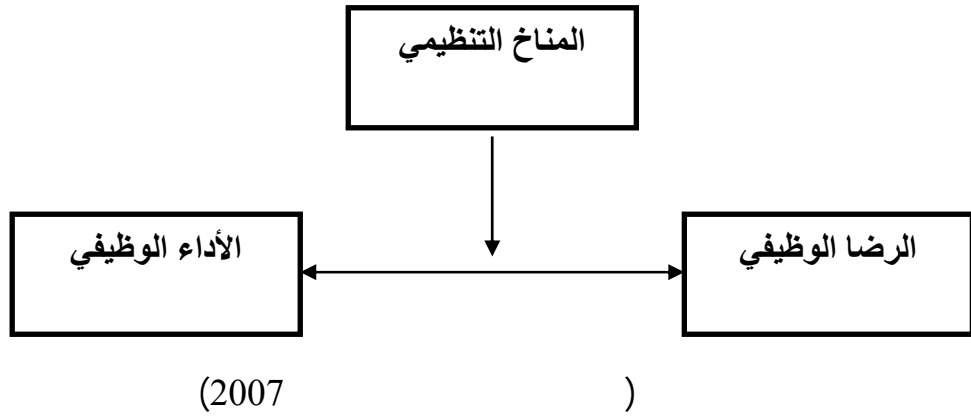 المناخ التنظيمي
الرضا الوظيفي
الأداء الوظيفي
( 2007)